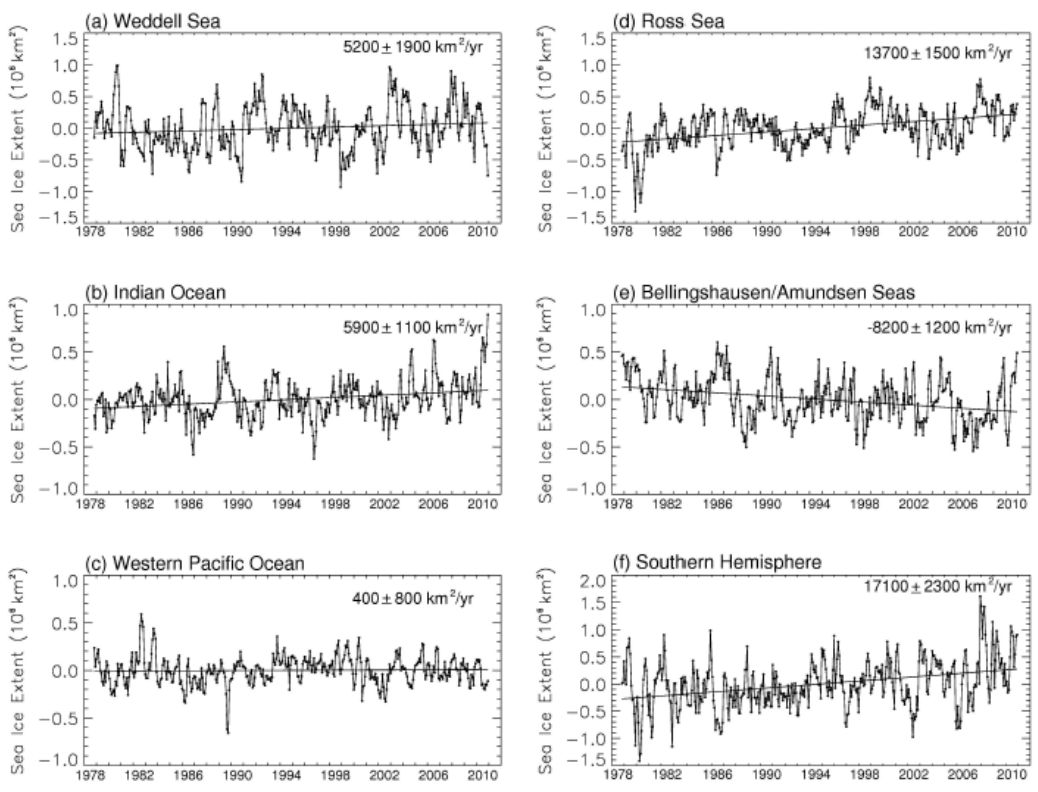 (a) Weddell Sea
5200 ± 1900 km²/yr
Sea Ice Extent (10⁶ km²)
1.5
1.0
0.5
0.0
−0.5
−1.0
−1.5
1978 1982 1986 1990 1994 1998 2002 2006 2010
(d) Ross Sea
13700 ± 1500 km²/yr
Sea Ice Extent (10⁶ km²)
1.5
1.0
0.5
0.0
−0.5
−1.0
−1.5
1978 1982 1986 1990 1994 1998 2002 2006 2010
(b) Indian Ocean
5900 ± 1100 km²/yr
Sea Ice Extent (10⁶ km²)
1.0
0.5
0.0
−0.5
−1.0
1978 1982 1986 1990 1994 1998 2002 2006 2010
(e) Bellingshausen/Amundsen Seas
-8200 ± 1200 km²/yr
Sea Ice Extent (10⁶ km²)
1.0
0.5
0.0
−0.5
−1.0
1978 1982 1986 1990 1994 1998 2002 2006 2010
(c) Western Pacific Ocean
400 ± 800 km²/yr
Sea Ice Extent (10⁶ km²)
1.0
0.5
0.0
−0.5
−1.0
1978 1982 1986 1990 1994 1998 2002 2006 2010
(f) Southern Hemisphere
17100 ± 2300 km²/yr
Sea Ice Extent (10⁶ km²)
2.0
1.5
1.0
0.5
0.0
−0.5
−1.0
−1.5
1978 1982 1986 1990 1994 1998 2002 2006 2010